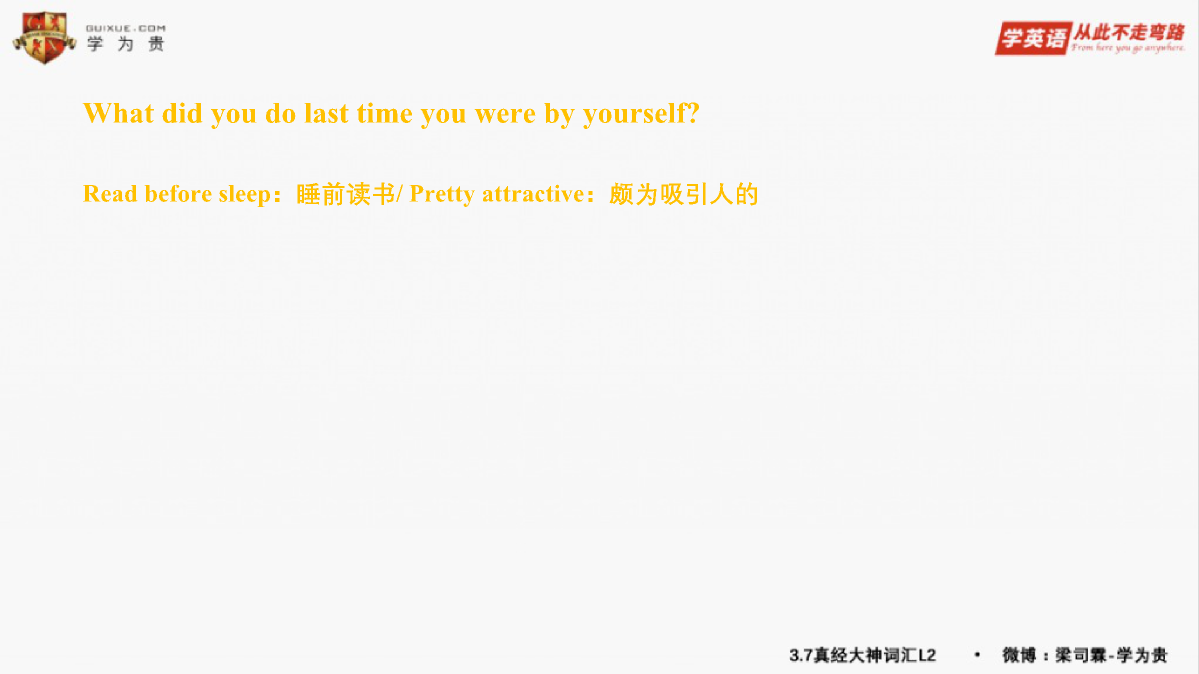 GUIXUE.COM
学为贵
学英语 从此不走弯路
From here you go anywhere.
What did you do last time you were by yourself?
Read before sleep：睡前读书/ Pretty attractive：颇为吸引人的
3.7真经大神词汇L2 • 微博：梁司霖-学为贵